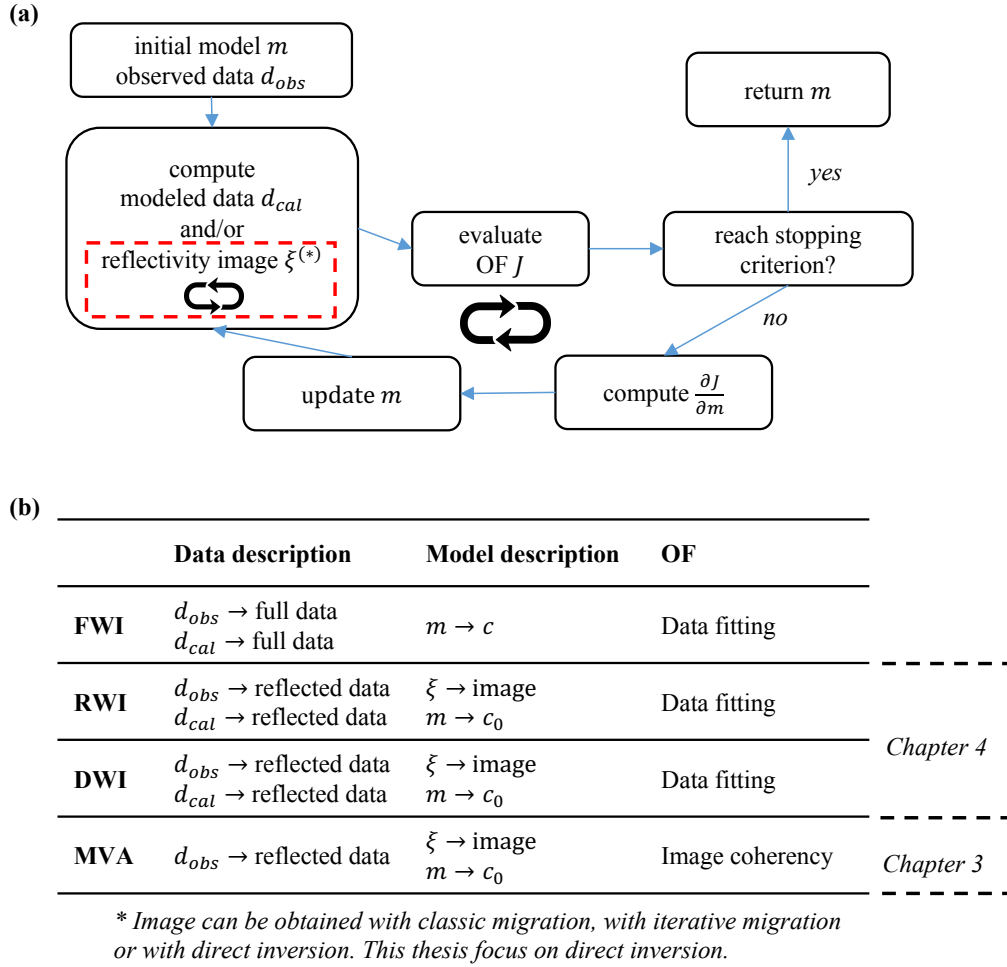 (a)
initial model m
observed data d_obs
compute
modeled data d_cal
and/or
reflectivity image ξ^(*)
evaluate
OF J
reach stopping
criterion?
yes
return m
no
compute ∂J/∂m
update m
(b)
Data description Model description OF
FWI d_obs → full data m → c Data fitting
d_cal → full data
RWI d_obs → reflected data ξ → image Data fitting
d_cal → reflected data m → c_0
Chapter 4
DWI d_obs → reflected data ξ → image Data fitting
d_cal → reflected data m → c_0
MVA d_obs → reflected data ξ → image Image coherency
m → c_0
Chapter 3
* Image can be obtained with classic migration, with iterative migration
or with direct inversion. This thesis focus on direct inversion.